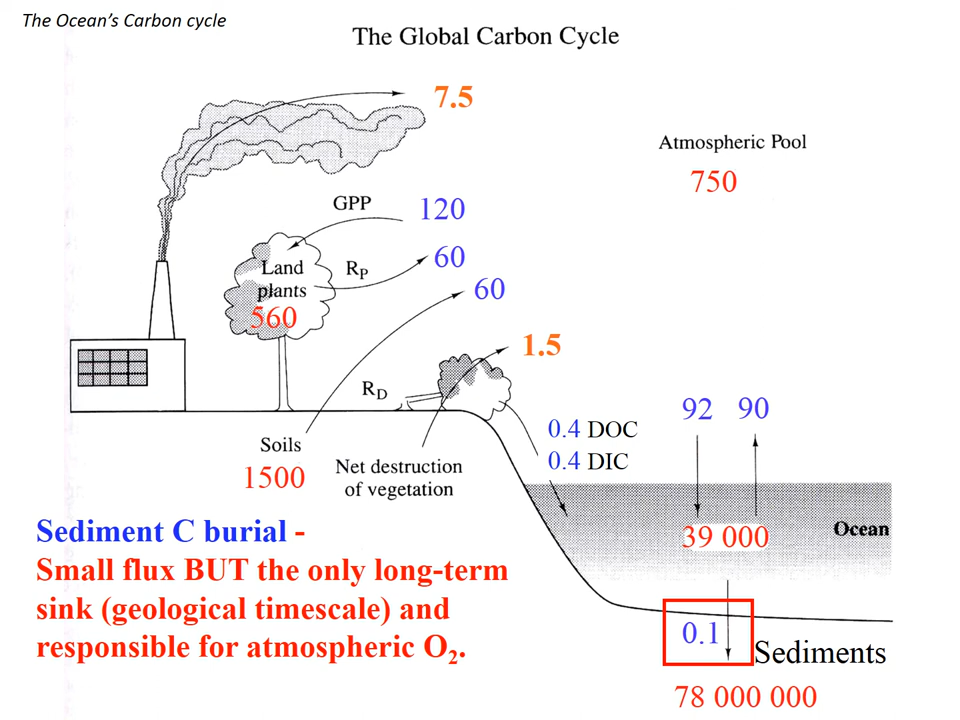 The Ocean's Carbon cycle
The Global Carbon Cycle
7.5
Atmospheric Pool
750
GPP
120
Land
plants
560
R_P
60
60
1.5
R_D
Soils
1500
Net destruction
of vegetation
0.4 DOC
0.4 DIC
92 90
39 000
Ocean
Sediment C burial -
Small flux BUT the only long-term
sink (geological timescale) and
responsible for atmospheric O₂.
0.1
Sediments
78 000 000